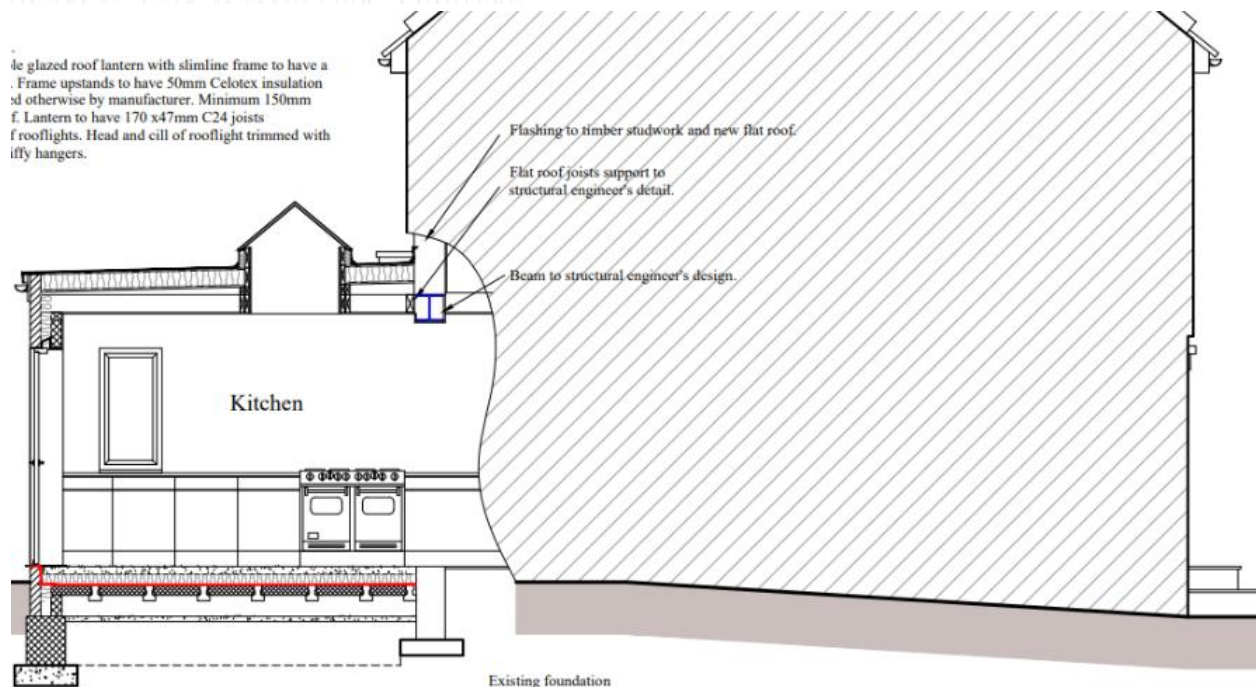 le glazed roof lantern with slimline frame to have a
. Frame upstands to have 50mm Celotex insulation
ed otherwise by manufacturer. Minimum 150mm
f. Lantern to have 170 x47mm C24 joists
f rooflights. Head and cill of rooflight trimmed with
iffy hangers.
Flashing to timber studwork and new flat roof.
Flat roof joists support to
structural engineer's detail.
Beam to structural engineer's design.
Kitchen
Existing foundation